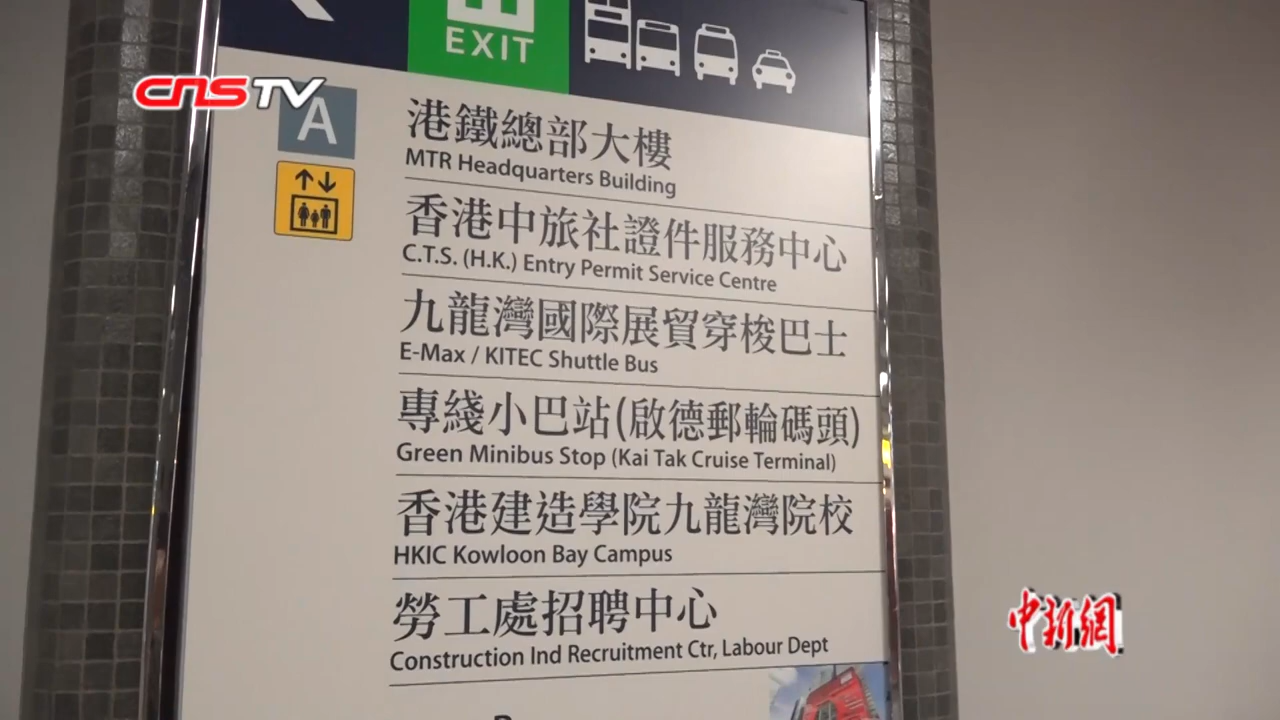 EXIT
CNSTV
A
港鐵總部大樓
MTR Headquarters Building
香港中旅社證件服務中心
C.T.S. (H.K.) Entry Permit Service Centre
九龍灣國際展貿穿梭巴士
E-Max / KITEC Shuttle Bus
專綫小巴站(啟德郵輪碼頭)
Green Minibus Stop (Kai Tak Cruise Terminal)
香港建造學院九龍灣院校
HKIC Kowloon Bay Campus
勞工處招聘中心
Construction Ind Recruitment Ctr, Labour Dept
中新網